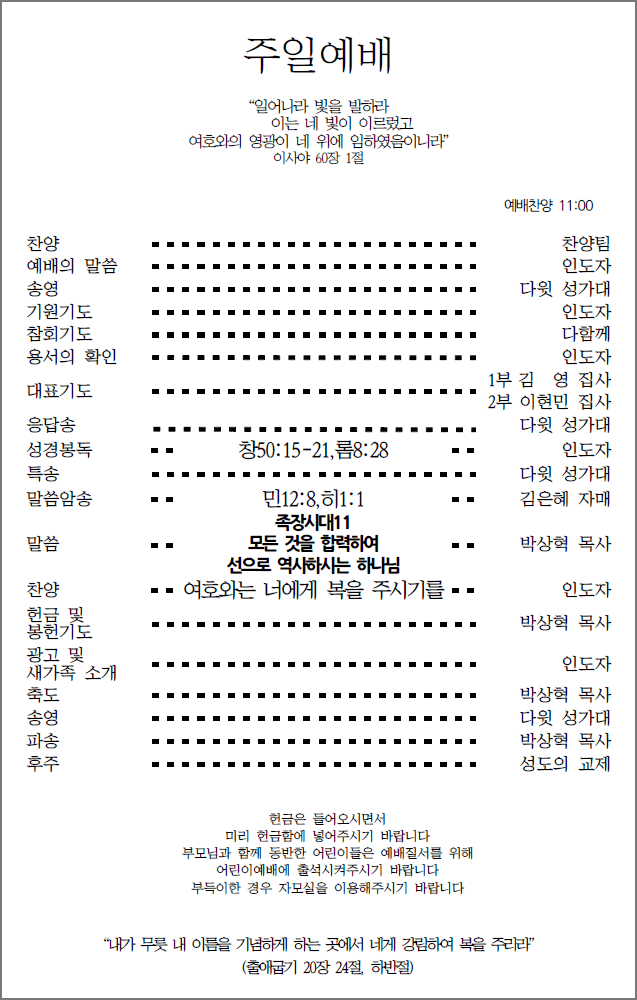 주일예배
“일어나라 빛을 발하라
이는 네 빛이 이르렀고
여호와의 영광이 네 위에 임하였음이니라”
이사야 60장 1절
예배찬양 11:00
찬양 찬양팀
예배의 말씀 인도자
송영 다윗 성가대
기원기도 인도자
참회기도 다함께
용서의 확인 인도자
대표기도 1부 김 영 집사
2부 이현민 집사
응답송 다윗 성가대
성경봉독 창50:15-21,롬8:28 인도자
특송 다윗 성가대
말씀암송 민12:8,히1:1 김은혜 자매
족장시대11
말씀 모든 것을 합력하여 박상혁 목사
선으로 역사하시는 하나님
찬양 여호와는 너에게 복을 주시기를 인도자
헌금 및
봉헌기도 박상혁 목사
광고 및
새가족 소개 인도자
축도 박상혁 목사
송영 다윗 성가대
파송 박상혁 목사
후주 성도의 교제
헌금은 들어오시면서
미리 헌금함에 넣어주시기 바랍니다
부모님과 함께 동반한 어린이들은 예배질서를 위해
어린이예배에 출석시켜주시기 바랍니다
부득이한 경우 자모실을 이용해주시기 바랍니다
“내가 무릇 내 이름을 기념하게 하는 곳에서 네게 강림하여 복을 주리라”
(출애굽기 20장 24절, 하반절)